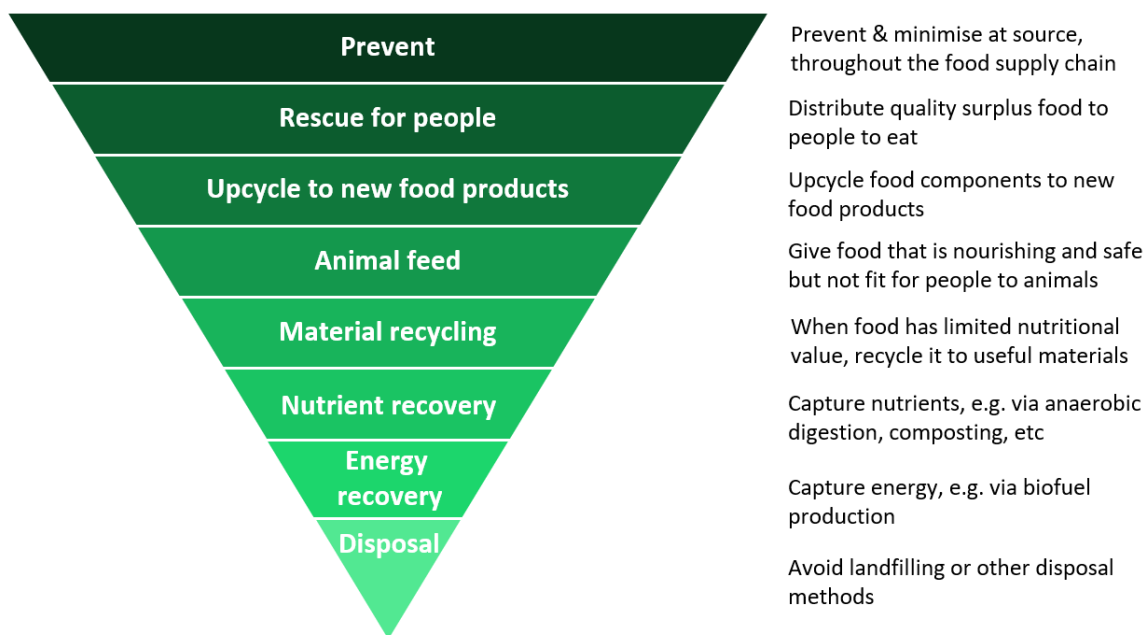 Prevent
Prevent & minimise at source,
throughout the food supply chain
Rescue for people
Distribute quality surplus food to
people to eat
Upcycle to new food products
Upcycle food components to new
food products
Animal feed
Give food that is nourishing and safe
but not fit for people to animals
Material recycling
When food has limited nutritional
value, recycle it to useful materials
Nutrient recovery
Capture nutrients, e.g. via anaerobic
digestion, composting, etc
Energy
recovery
Capture energy, e.g. via biofuel
production
Disposal
Avoid landfilling or other disposal
methods